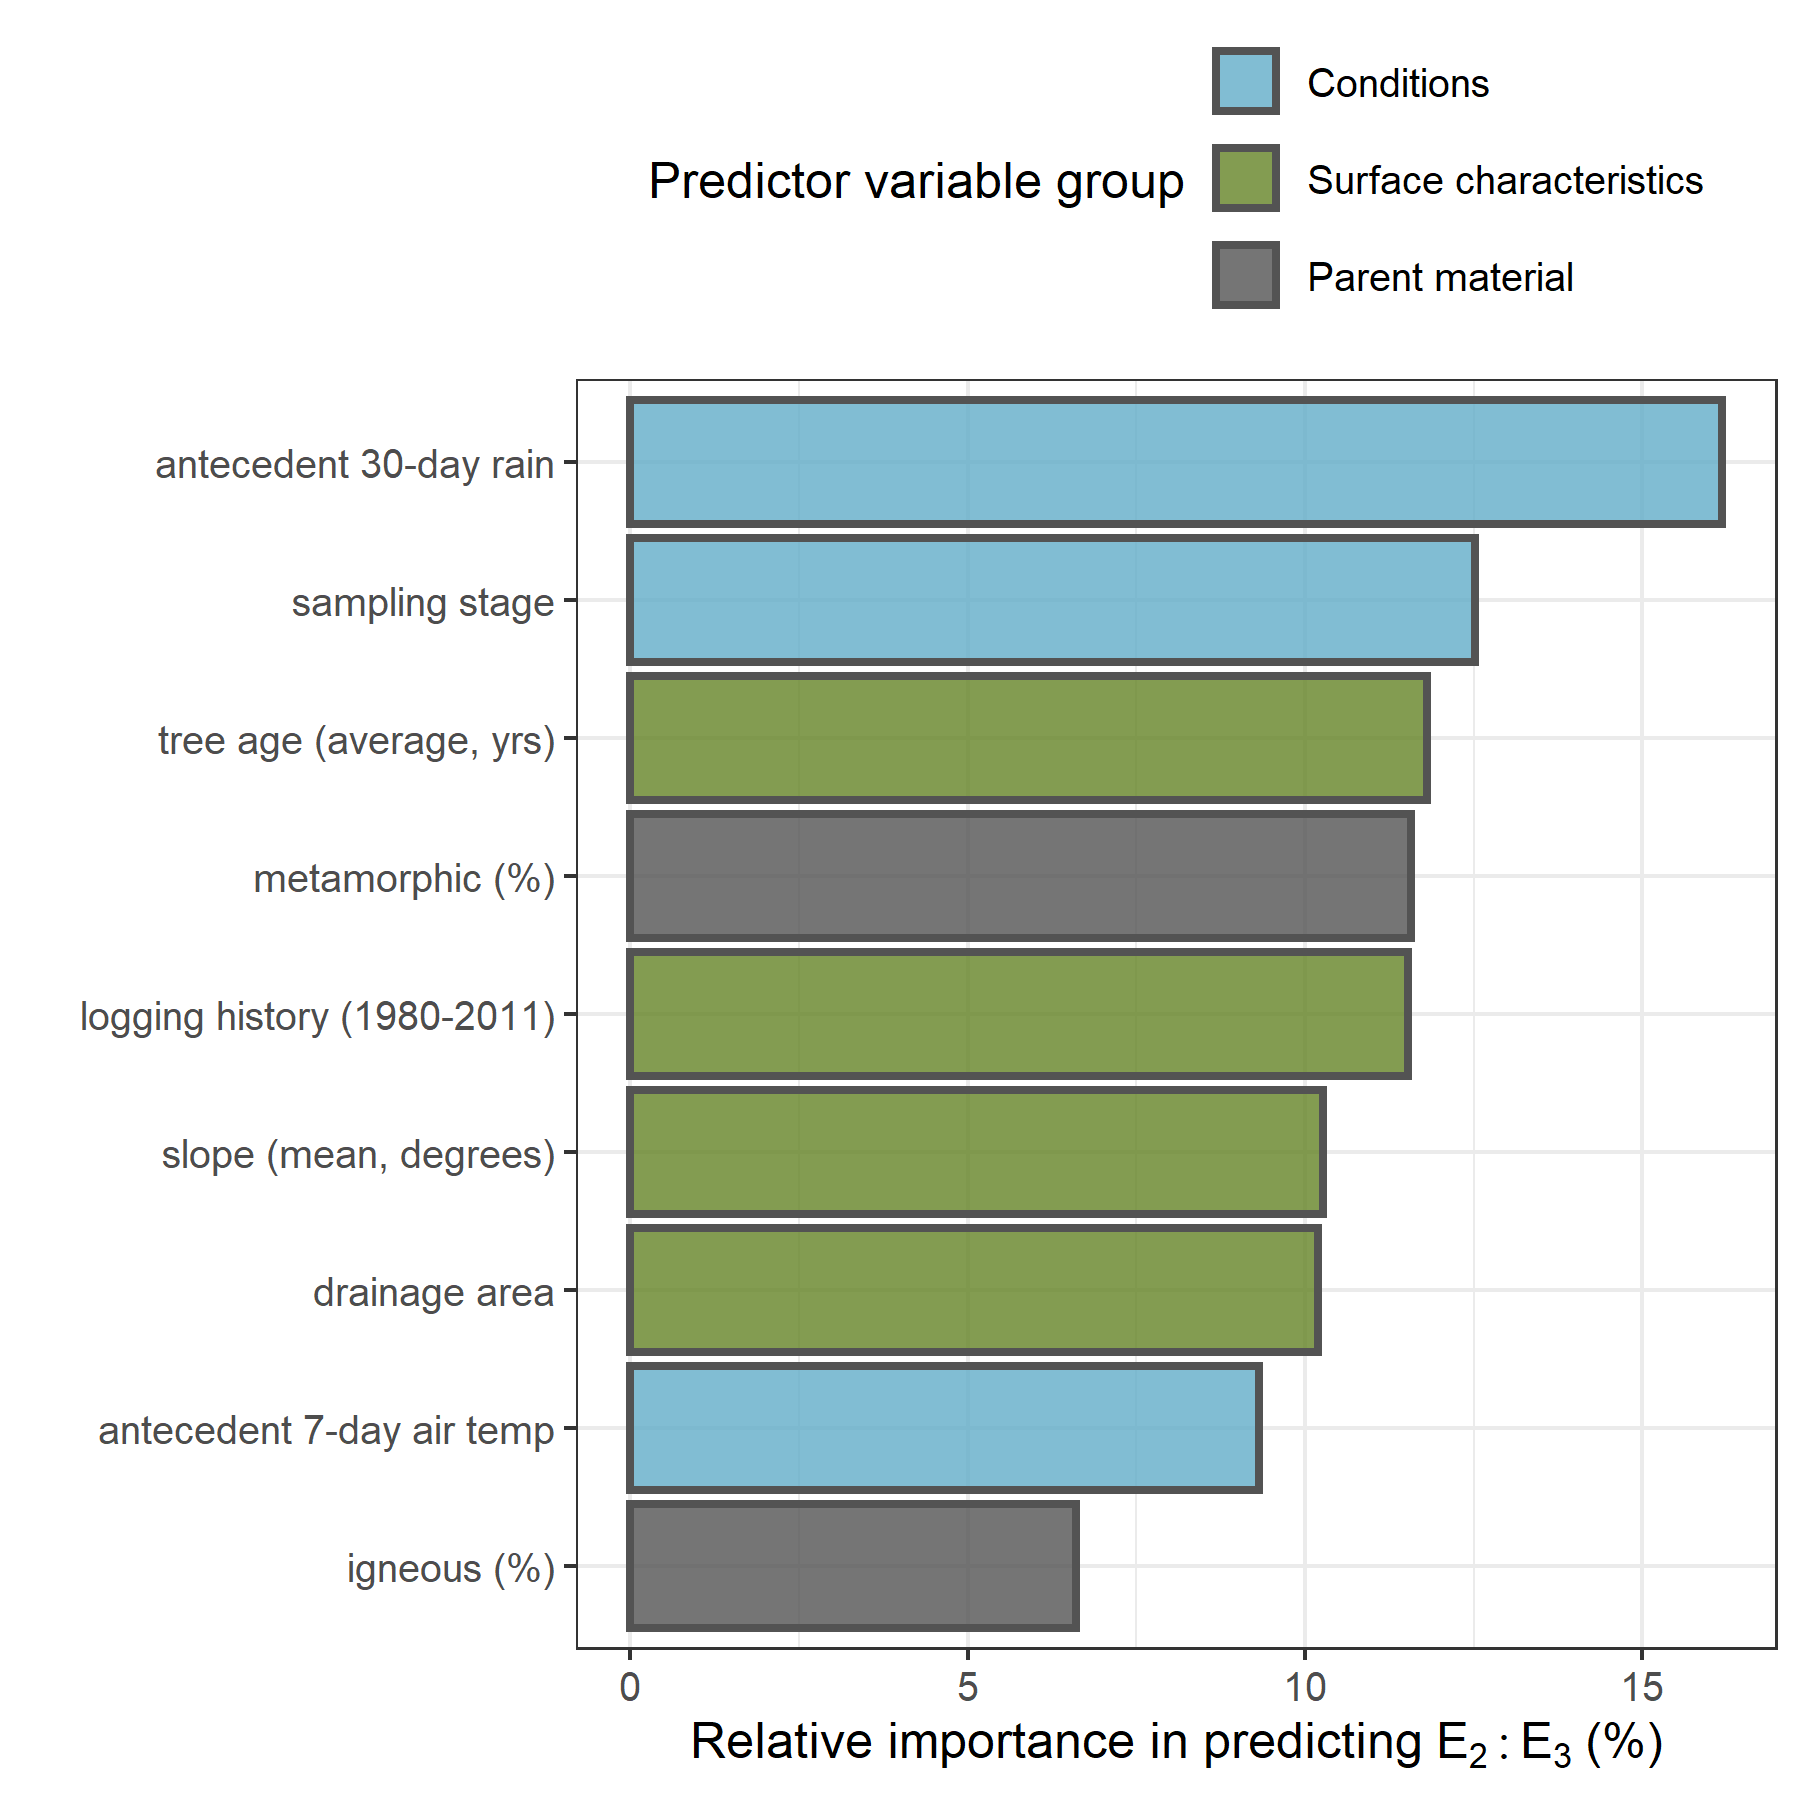 Conditions
Predictor variable group
Surface characteristics
Parent material
antecedent 30-day rain
sampling stage
tree age (average, yrs)
metamorphic (%)
logging history (1980-2011)
slope (mean, degrees)
drainage area
antecedent 7-day air temp
igneous (%)
0 5 10 15
Relative importance in predicting E₂ : E₃ (%)